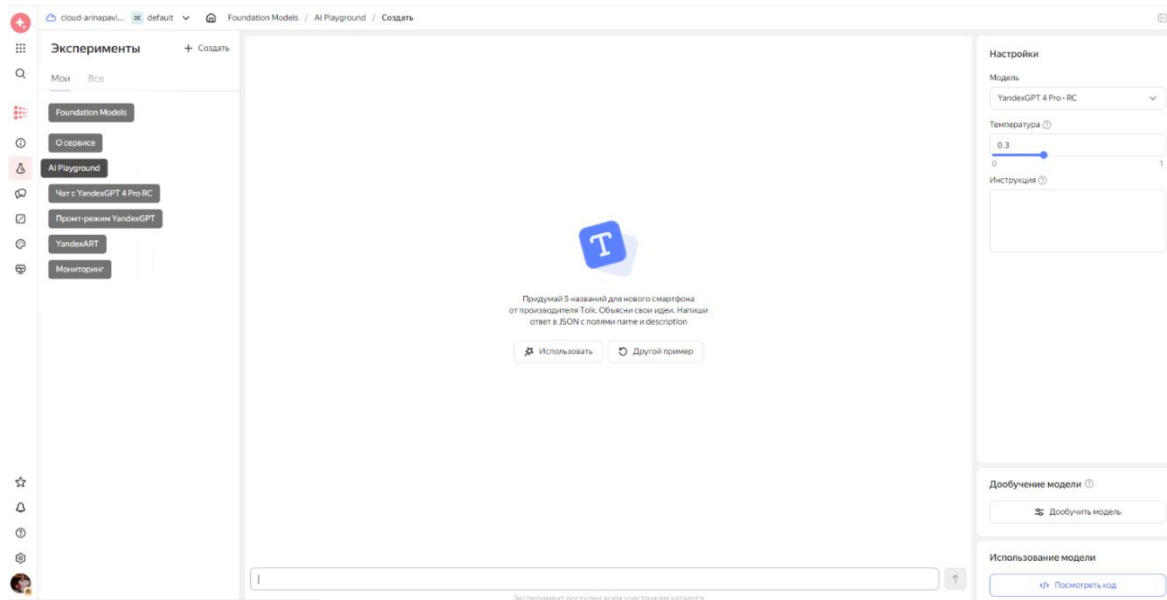 cloud-arinapavl... default Foundation Models / AI Playground / Создать
Эксперименты
+ Создать
Мои Все
Foundation Models
О сервисе
AI Playground
Чат с YandexGPT 4 Pro RC
Промт-режим YandexGPT
YandexART
Мониторинг
T
Придумай 5 названий для нового смартфона
от производителя Tolk. Объясни свои идеи. Напиши
ответ в JSON с полями name и description
Использовать
Другой пример
Эксперимент доступен всем участникам каталога
Настройки
Модель
YandexGPT 4 Pro • RC
Температура
0.3
0 1
Инструкция
Дообучение модели
Дообучить модель
Использование модели
</> Посмотреть код